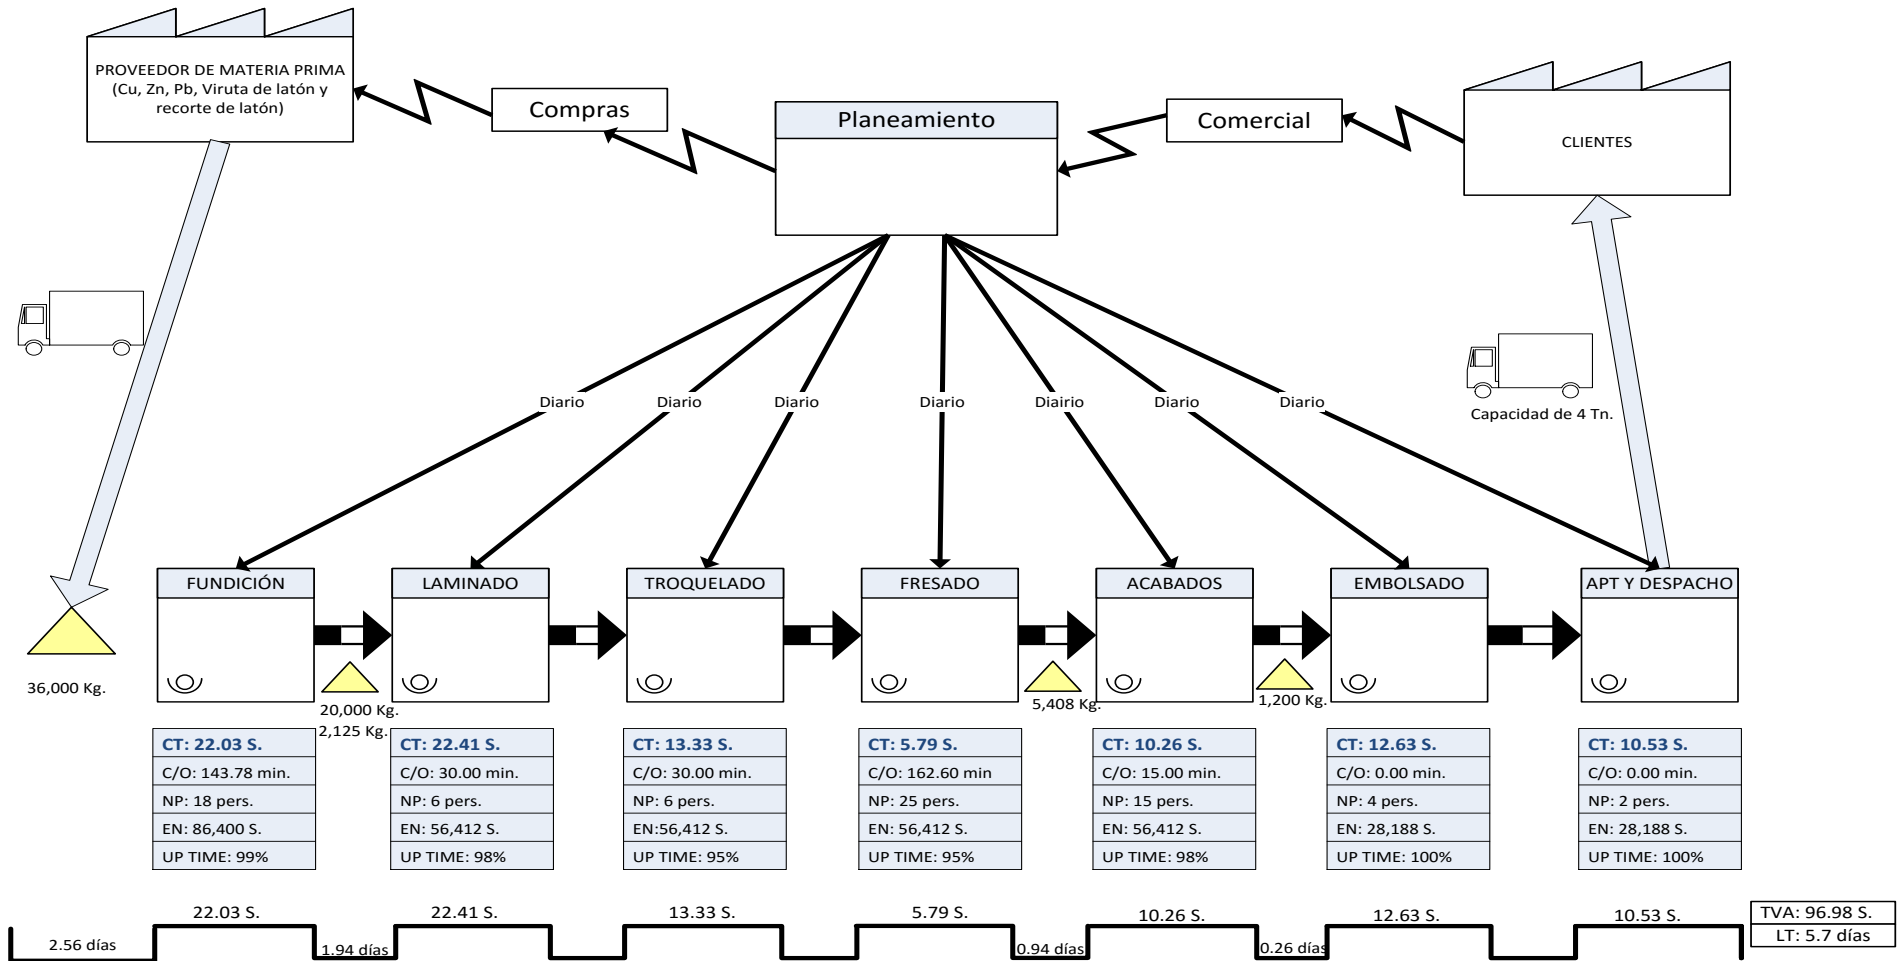 PROVEEDOR DE MATERIA PRIMA
(Cu, Zn, Pb, Viruta de latón y
recorte de latón)
Compras
Planeamiento
Comercial
CLIENTES
Capacidad de 4 Tn.
Diario
Diario
Diario
Diario
Diairio
Diario
Diario
FUNDICIÓN
LAMINADO
TROQUELADO
FRESADO
ACABADOS
EMBOLSADO
APT Y DESPACHO
36,000 Kg.
20,000 Kg.
2,125 Kg.
5,408 Kg.
1,200 Kg.
CT: 22.03 S.
C/O: 143.78 min.
NP: 18 pers.
EN: 86,400 S.
UP TIME: 99%
CT: 22.41 S.
C/O: 30.00 min.
NP: 6 pers.
EN: 56,412 S.
UP TIME: 98%
CT: 13.33 S.
C/O: 30.00 min.
NP: 6 pers.
EN:56,412 S.
UP TIME: 95%
CT: 5.79 S.
C/O: 162.60 min
NP: 25 pers.
EN: 56,412 S.
UP TIME: 95%
CT: 10.26 S.
C/O: 15.00 min.
NP: 15 pers.
EN: 56,412 S.
UP TIME: 98%
CT: 12.63 S.
C/O: 0.00 min.
NP: 4 pers.
EN: 28,188 S.
UP TIME: 100%
CT: 10.53 S.
C/O: 0.00 min.
NP: 2 pers.
EN: 28,188 S.
UP TIME: 100%
2.56 días
22.03 S.
1.94 días
22.41 S.
13.33 S.
5.79 S.
0.94 días
10.26 S.
0.26 días
12.63 S.
10.53 S.
TVA: 96.98 S.
LT: 5.7 días